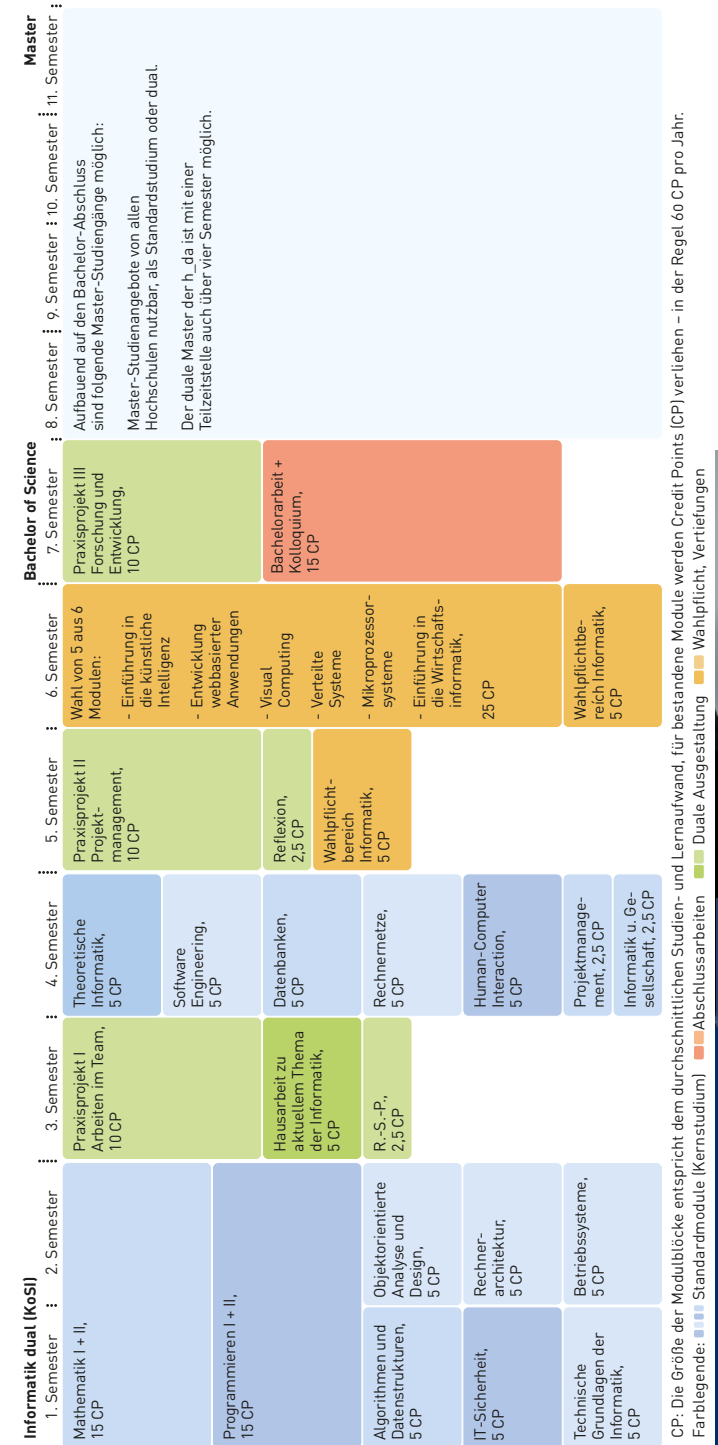 Informatik dual (KoSI)
Bachelor of Science
Master
1. Semester
2. Semester
3. Semester
4. Semester
5. Semester
6. Semester
7. Semester
8. Semester
9. Semester
10. Semester
11. Semester
Mathematik I + II,
15 CP
Programmieren I + II,
15 CP
Algorithmen und
Datenstrukturen,
5 CP
IT-Sicherheit,
5 CP
Technische
Grundlagen der
Informatik,
5 CP
Objektorientierte
Analyse und
Design,
5 CP
Rechner-
architektur,
5 CP
Betriebssysteme,
5 CP
Praxisprojekt I
Arbeiten im Team,
10 CP
Hausarbeit zu
aktuellem Thema
der Informatik,
5 CP
R.-S.-P.,
2,5 CP
Theoretische
Informatik,
5 CP
Software
Engineering,
5 CP
Datenbanken,
5 CP
Rechnernetze,
5 CP
Human-Computer
Interaction,
5 CP
Projektmanage-
ment, 2,5 CP
Informatik u. Ge-
sellschaft, 2,5 CP
Praxisprojekt II
Projekt-
management,
10 CP
Reflexion,
2,5 CP
Wahlpflicht-
bereich
Informatik,
5 CP
Wahl von 5 aus 6
Modulen:
- Einführung in
die künstliche
Intelligenz
- Entwicklung
webbasierter
Anwendungen
- Visual
Computing
- Verteilte
Systeme
- Mikroprozessor-
systeme
- Einführung in
die Wirtschafts-
informatik,
25 CP
Wahlpflichtbe-
reich Informatik,
5 CP
Praxisprojekt III
Forschung und
Entwicklung,
10 CP
Bachelorarbeit +
Kolloquium,
15 CP
Aufbauend auf den Bachelor-Abschluss
sind folgende Master-Studiengänge möglich:
Master-Studienangebote von allen
Hochschulen nutzbar, als Standardstudium oder dual.
Der duale Master der h_da ist mit einer
Teilzeitstelle auch über vier Semester möglich.
CP: Die Größe der Modulblöcke entspricht dem durchschnittlichen Studien- und Lernaufwand, für bestandene Module werden Credit Points (CP) verliehen – in der Regel 60 CP pro Jahr.
Farblegende: Standardmodule (Kernstudium) Abschlussarbeiten Duale Ausgestaltung Wahlpflicht, Vertiefungen